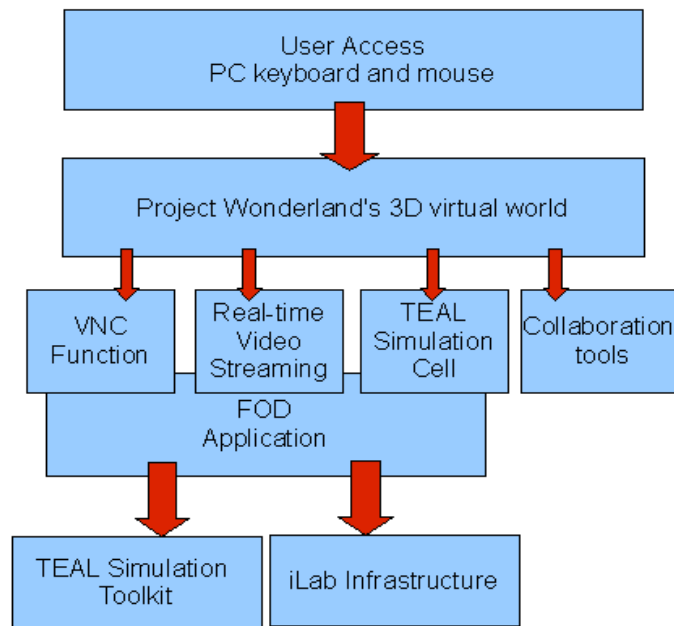 User Access
PC keyboard and mouse
Project Wonderland's 3D virtual world
VNC
Function
Real-time
Video
Streaming
TEAL
Simulation
Cell
Collaboration
tools
FOD
Application
TEAL Simulation
Toolkit
iLab Infrastructure